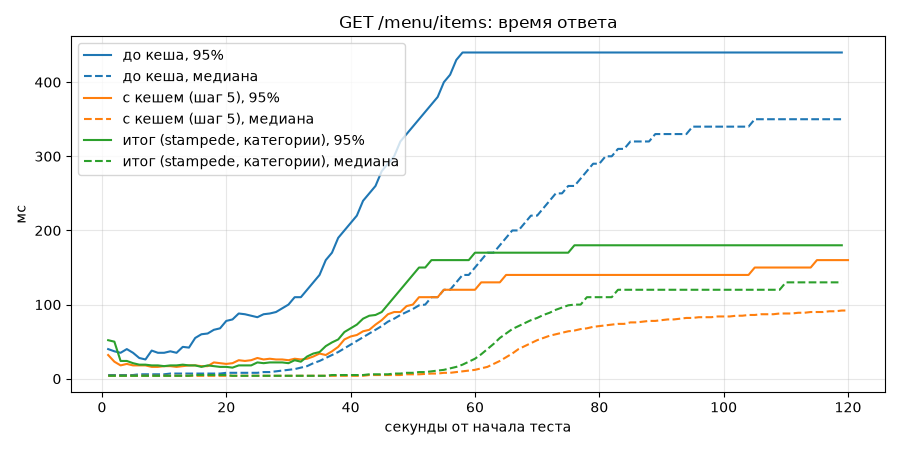 GET /menu/items: время ответа
до кеша, 95%
до кеша, медиана
с кешем (шаг 5), 95%
с кешем (шаг 5), медиана
итог (stampede, категории), 95%
итог (stampede, категории), медиана
мс
400
300
200
100
0
0 20 40 60 80 100 120
секунды от начала теста